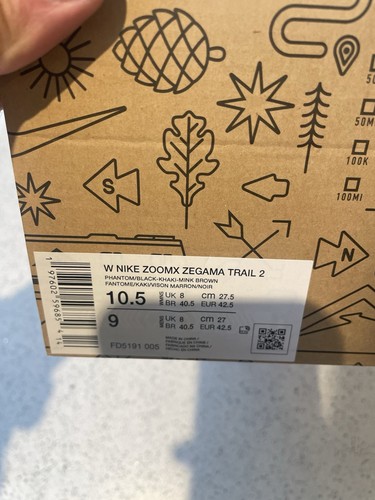 50M
100K
100MI
S
N
W NIKE ZOOMX ZEGAMA TRAIL 2
PHANTOM/BLACK-KHAKI-MINK BROWN
FANTOME/KAKI/VISON MARRON/NOIR
10.5 UK 8 CM 27.5
BR 40.5 EUR 42.5
9 UK 8 CM 27
BR 40.5 EUR 42.5
FD5191 005